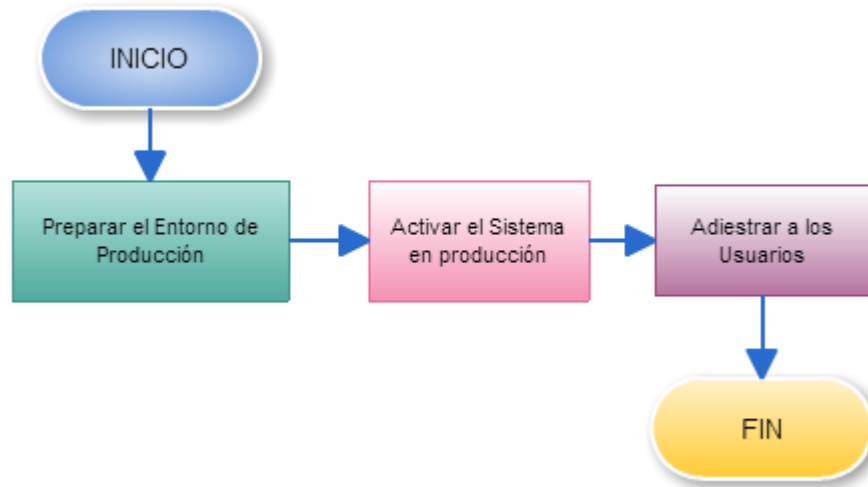 INICIO
Preparar el Entorno de
Producción
Activar el Sistema
en producción
Adiestrar a los
Usuarios
FIN